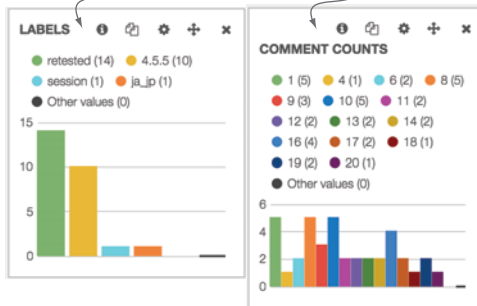 LABELS
retested (14) 4.5.5 (10)
session (1) ja_jp (1)
Other values (0)
15
10
5
0
COMMENT COUNTS
1 (5) 4 (1) 6 (2) 8 (5)
9 (3) 10 (5) 11 (2)
12 (2) 13 (2) 14 (2)
16 (4) 17 (2) 18 (1)
19 (2) 20 (1)
Other values (0)
6
4
2
0